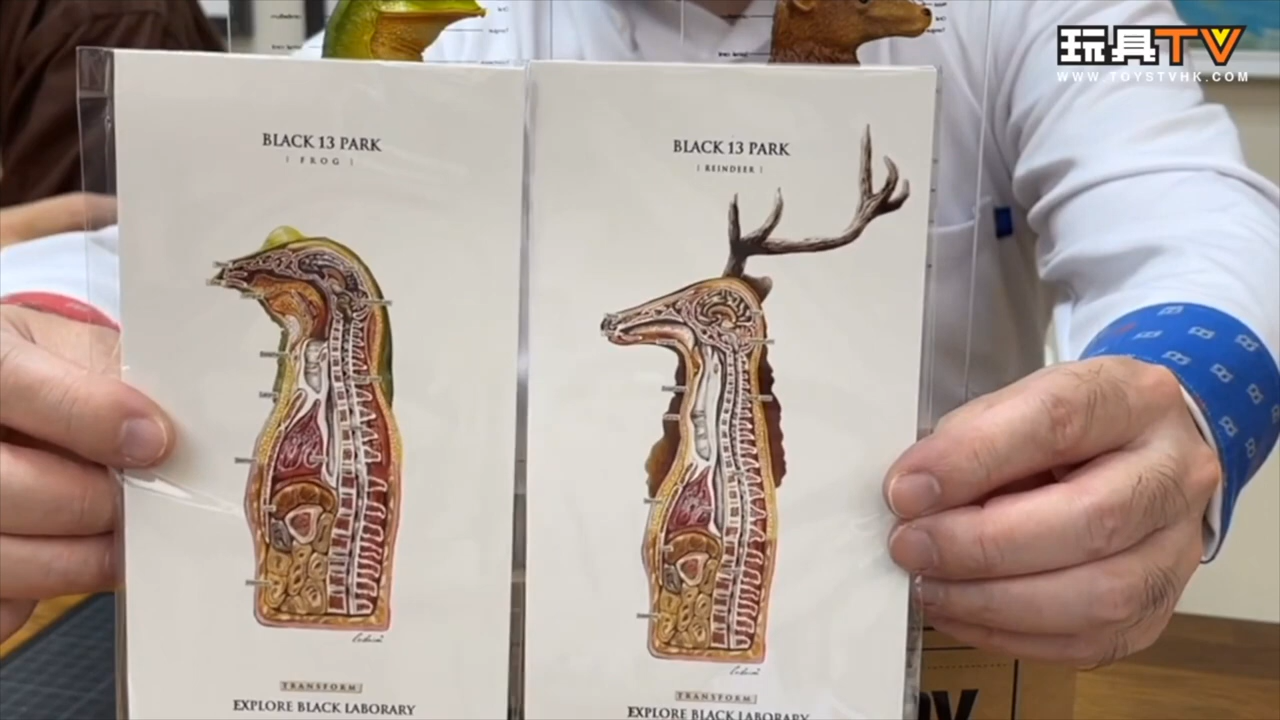 玩具TV
WWW.TOYSTVHK.COM
BLACK 13 PARK
| FROG |
TRANSFORM
EXPLORE BLACK LABORARY
BLACK 13 PARK
| REINDEER |
TRANSFORM
EXPLORE BLACK LABORARY